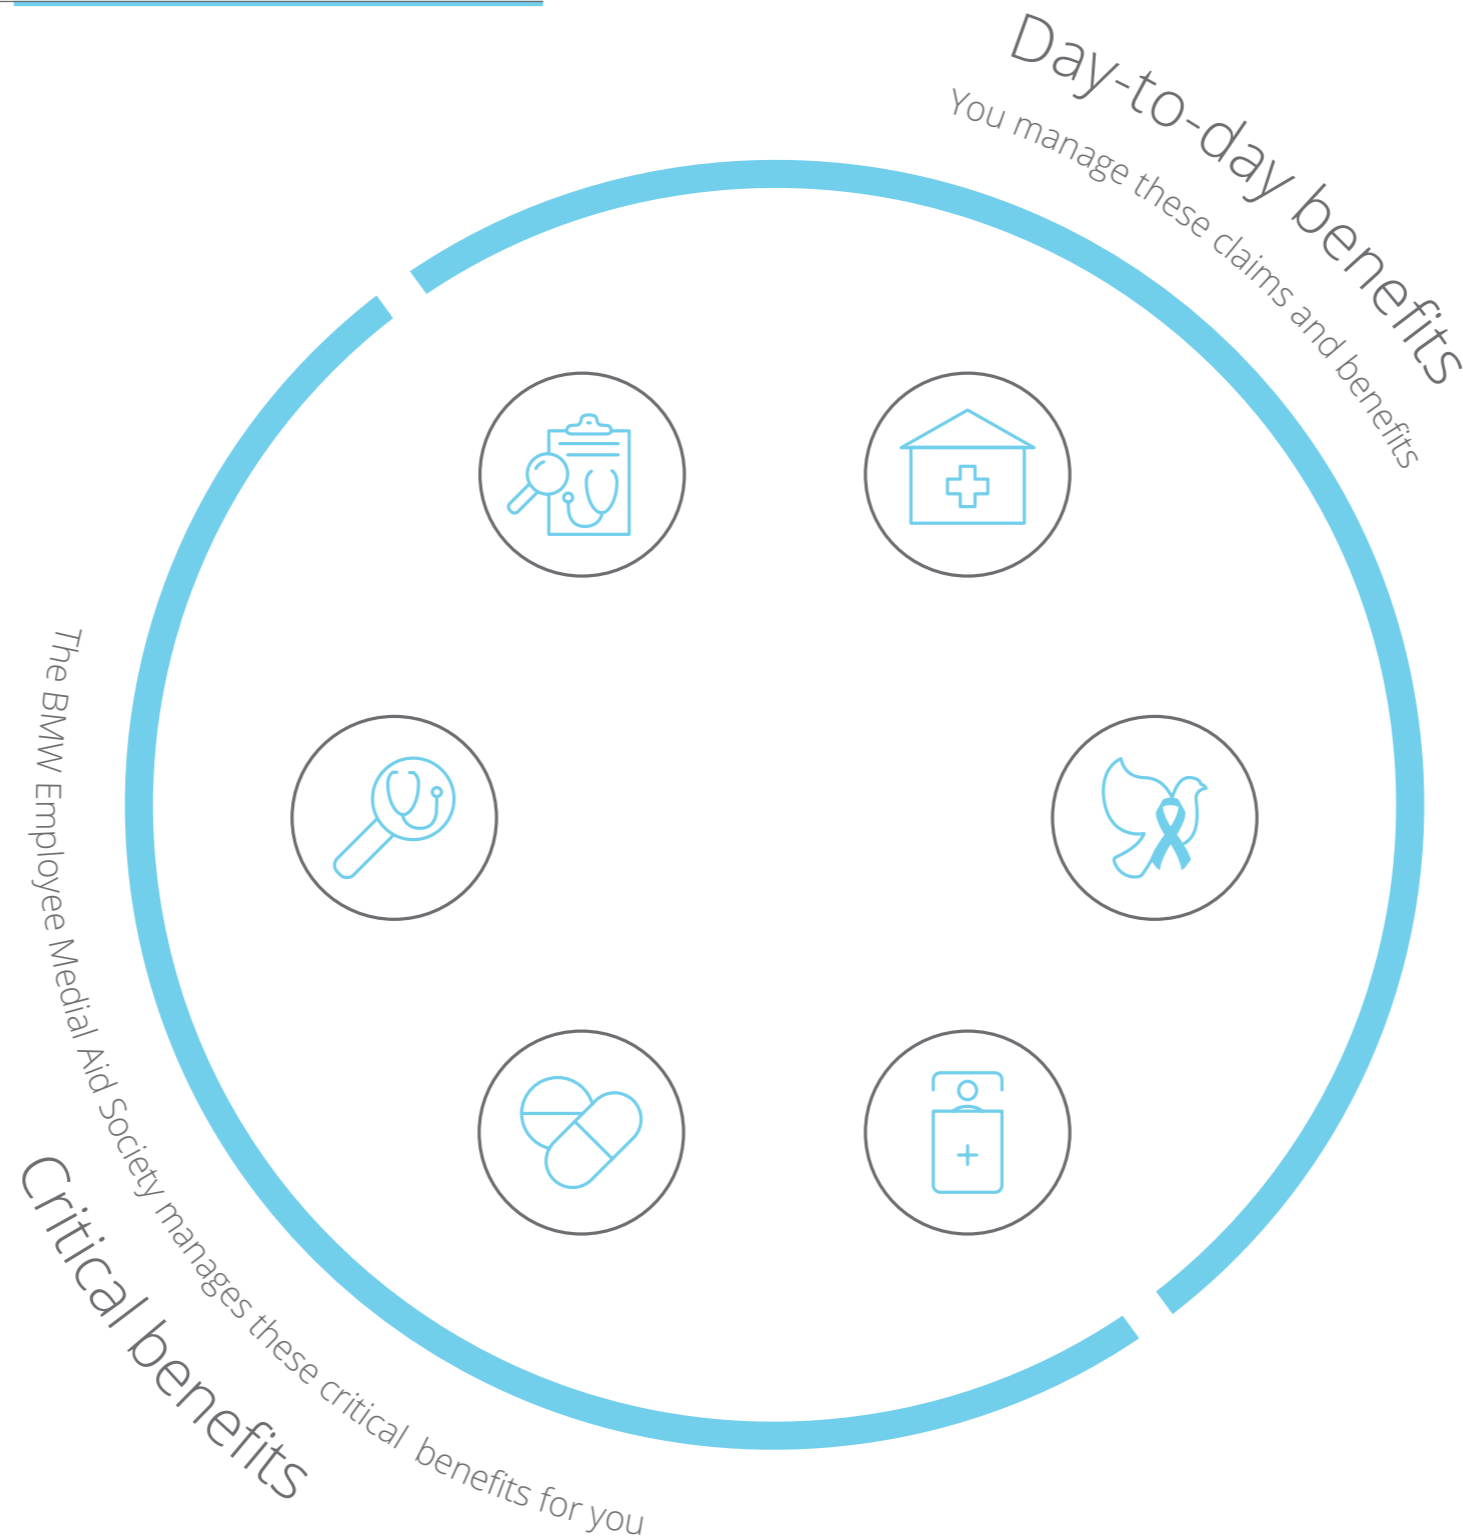 Day-to-day benefits
You manage these claims and benefits
The BMW Employee Medial Aid Society manages these critical benefits for you
Critical benefits